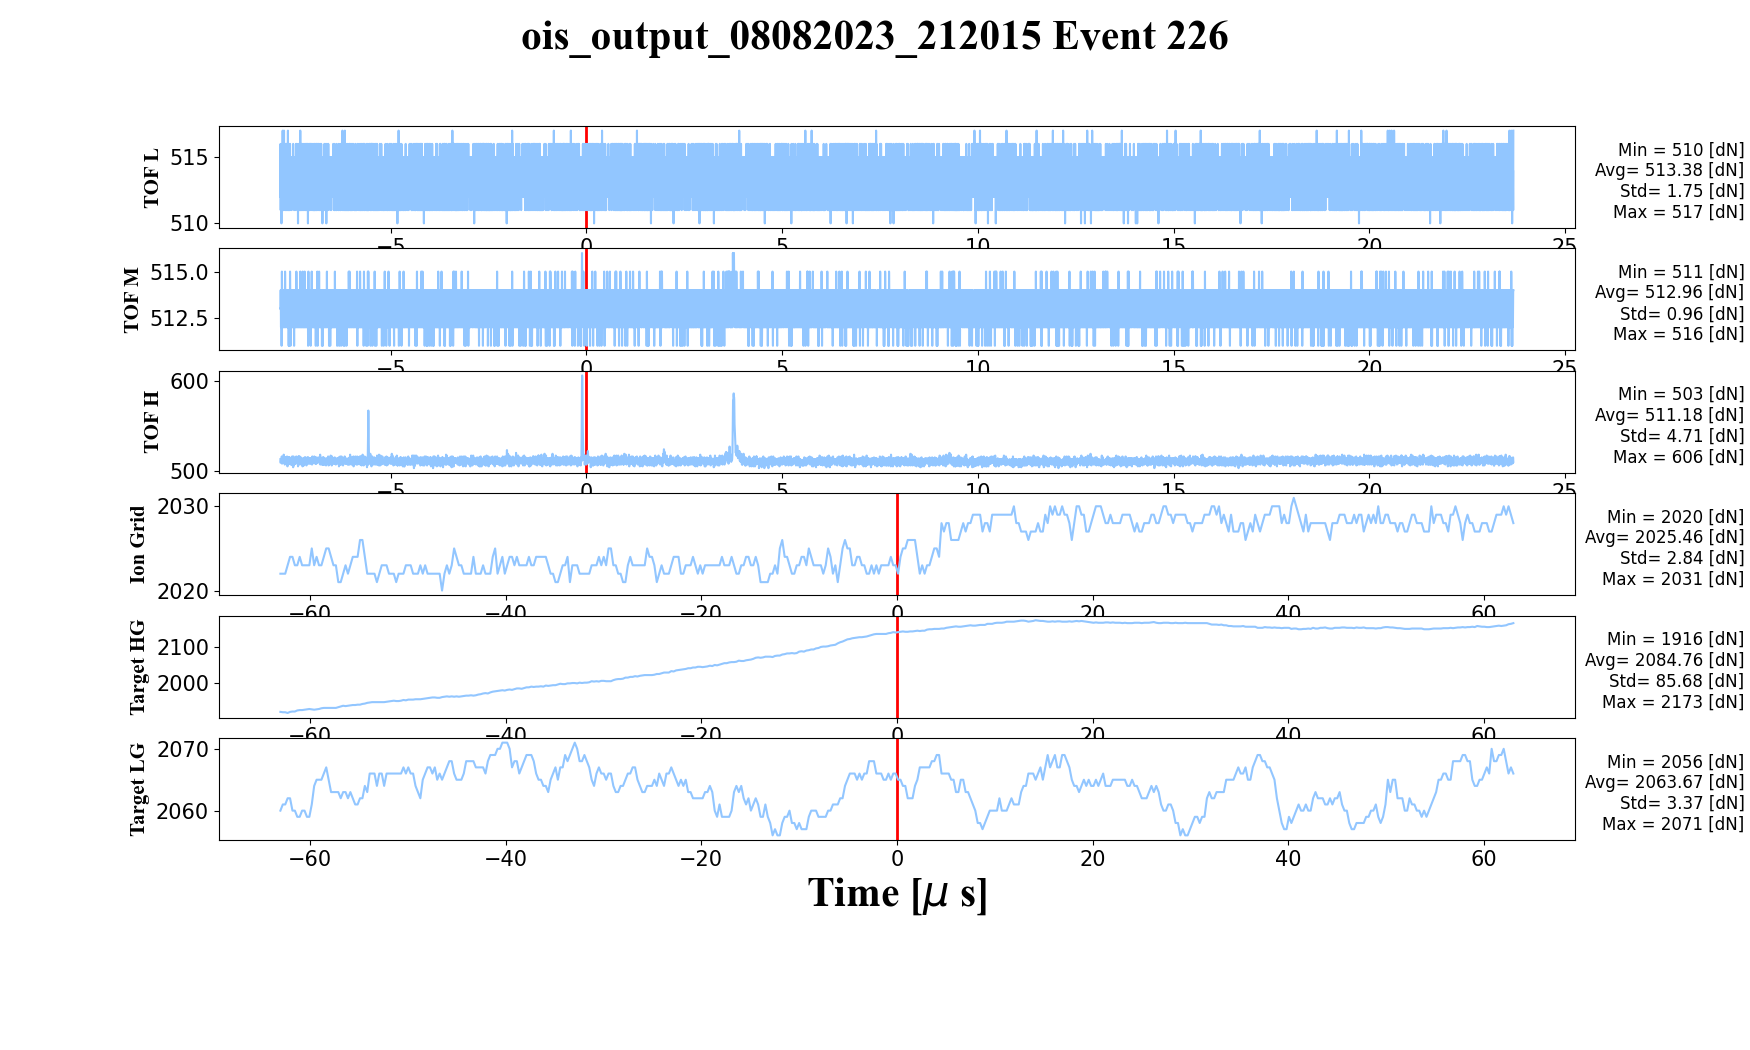 ois_output_08082023_212015 Event 226
TOF L
515
510
−5
0
5
10
15
20
25
Min = 510 [dN]
Avg= 513.38 [dN]
Std= 1.75 [dN]
Max = 517 [dN]
TOF M
515.0
512.5
−5
0
5
10
15
20
25
Min = 511 [dN]
Avg= 512.96 [dN]
Std= 0.96 [dN]
Max = 516 [dN]
TOF H
600
500
−5
0
5
10
15
20
25
Min = 503 [dN]
Avg= 511.18 [dN]
Std= 4.71 [dN]
Max = 606 [dN]
Ion Grid
2030
2020
−60
−40
−20
0
20
40
60
Min = 2020 [dN]
Avg= 2025.46 [dN]
Std= 2.84 [dN]
Max = 2031 [dN]
Target HG
2100
2000
−60
−40
−20
0
20
40
60
Min = 1916 [dN]
Avg= 2084.76 [dN]
Std= 85.68 [dN]
Max = 2173 [dN]
Target LG
2070
2060
−60
−40
−20
0
20
40
60
Min = 2056 [dN]
Avg= 2063.67 [dN]
Std= 3.37 [dN]
Max = 2071 [dN]
Time [μ s]